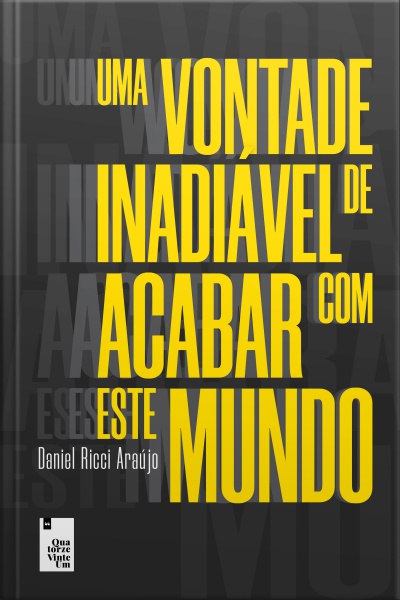 UMA VONTADE
INADIÁVEL DE
ACABAR COM
ESTE MUNDO
Daniel Ricci Araújo
Qua
torze
Vinte
Um